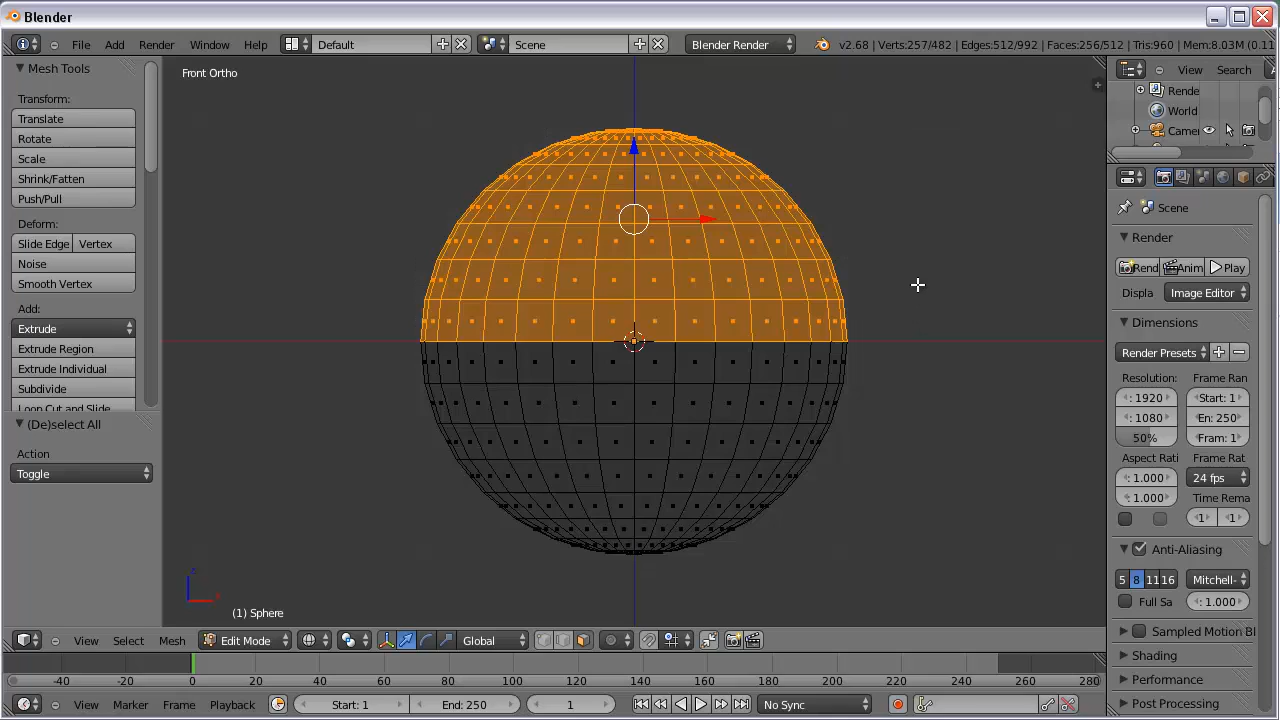 Blender
File Add Render Window Help Default Scene Blender Render v2.68 | Verts:257/482 | Edges:512/992 | Faces:256/512 | Tris:960 | Mem:8.03M (0.11
Mesh Tools
Transform:
Translate
Rotate
Scale
Shrink/Fatten
Push/Pull
Deform:
Slide Edge Vertex
Noise
Smooth Vertex
Add:
Extrude
Extrude Region
Extrude Individual
Subdivide
Loop Cut and Slide
(De)select All
Action
Toggle
Front Ortho
(1) Sphere
View Search
Rende
World
Camer
Scene
Render
Rend Anim Play
Displa Image Editor
Dimensions
Render Presets
Resolution: Frame Ran
: 1920 Start: 1
: 1080 En: 250
50% Fram: 1
Aspect Rati Frame Rat
: 1.000 24 fps
: 1.000 Time Rema
: 1 : 1
Anti-Aliasing
5 8 11 16 Mitchell-
Full Sa : 1.000
Sampled Motion Bl
Shading
Performance
Post Processing
View Select Mesh Edit Mode Global
-40 -20 0 20 40 60 80 100 120 140 160 180 200 220 240 260 280
View Marker Frame Playback Start: 1 End: 250 1 No Sync